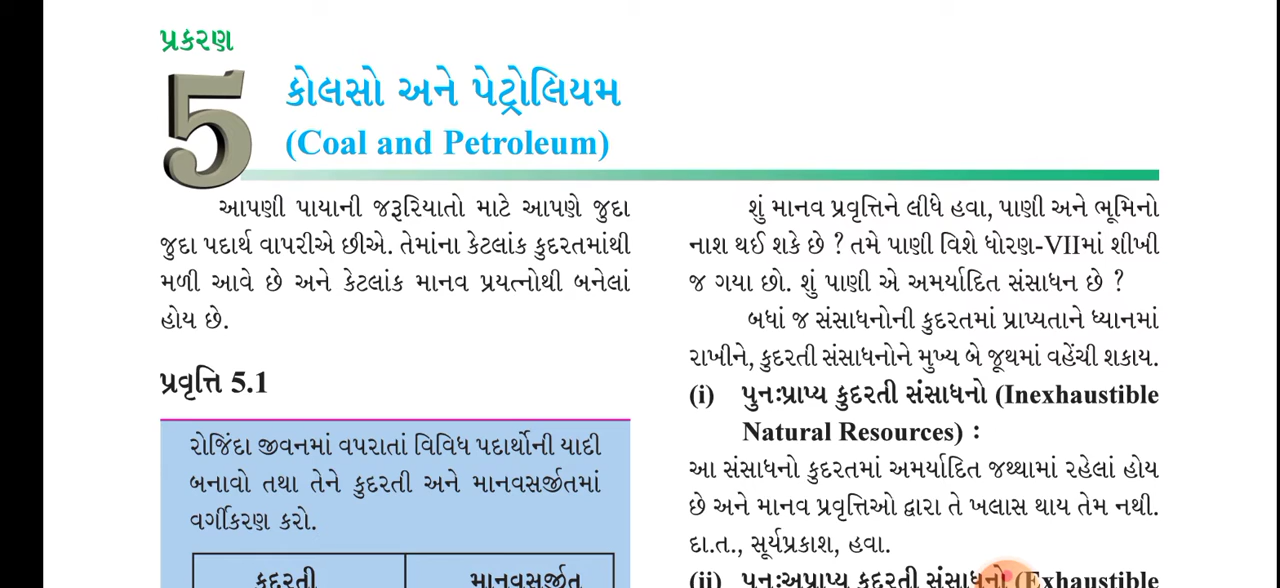 પ્રકરણ
5
કોલસો અને પેટ્રોલિયમ
(Coal and Petroleum)
આપણી પાયાની જરૂરિયાતો માટે આપણે જુદા
જુદા પદાર્થ વાપરીએ છીએ. તેમાંના કેટલાંક કુદરતમાંથી
મળી આવે છે અને કેટલાંક માનવ પ્રયત્નોથી બનેલાં
હોય છે.
પ્રવૃત્તિ 5.1
રોજિંદા જીવનમાં વપરાતાં વિવિધ પદાર્થોની યાદી
બનાવો તથા તેને કુદરતી અને માનવસર્જીતમાં
વર્ગીકરણ કરો.
કુદરતી
માનવસર્જીત
શું માનવ પ્રવૃત્તિને લીધે હવા, પાણી અને ભૂમિનો
નાશ થઈ શકે છે ? તમે પાણી વિશે ધોરણ-VIIમાં શીખી
જ ગયા છો. શું પાણી એ અમર્યાદિત સંસાધન છે ?
બધાં જ સંસાધનોની કુદરતમાં પ્રાપ્યતાને ધ્યાનમાં
રાખીને, કુદરતી સંસાધનોને મુખ્ય બે જૂથમાં વહેંચી શકાય.
(i) પુનઃપ્રાપ્ય કુદરતી સંસાધનો (Inexhaustible
Natural Resources) :
આ સંસાધનો કુદરતમાં અમર્યાદિત જથ્થામાં રહેલાં હોય
છે અને માનવ પ્રવૃત્તિઓ દ્વારા તે ખલાસ થાય તેમ નથી.
દા.ત., સૂર્યપ્રકાશ, હવા.
(ii) પુનઃઅપ્રાપ્ય કુદરતી સંસાધનો (Exhaustible